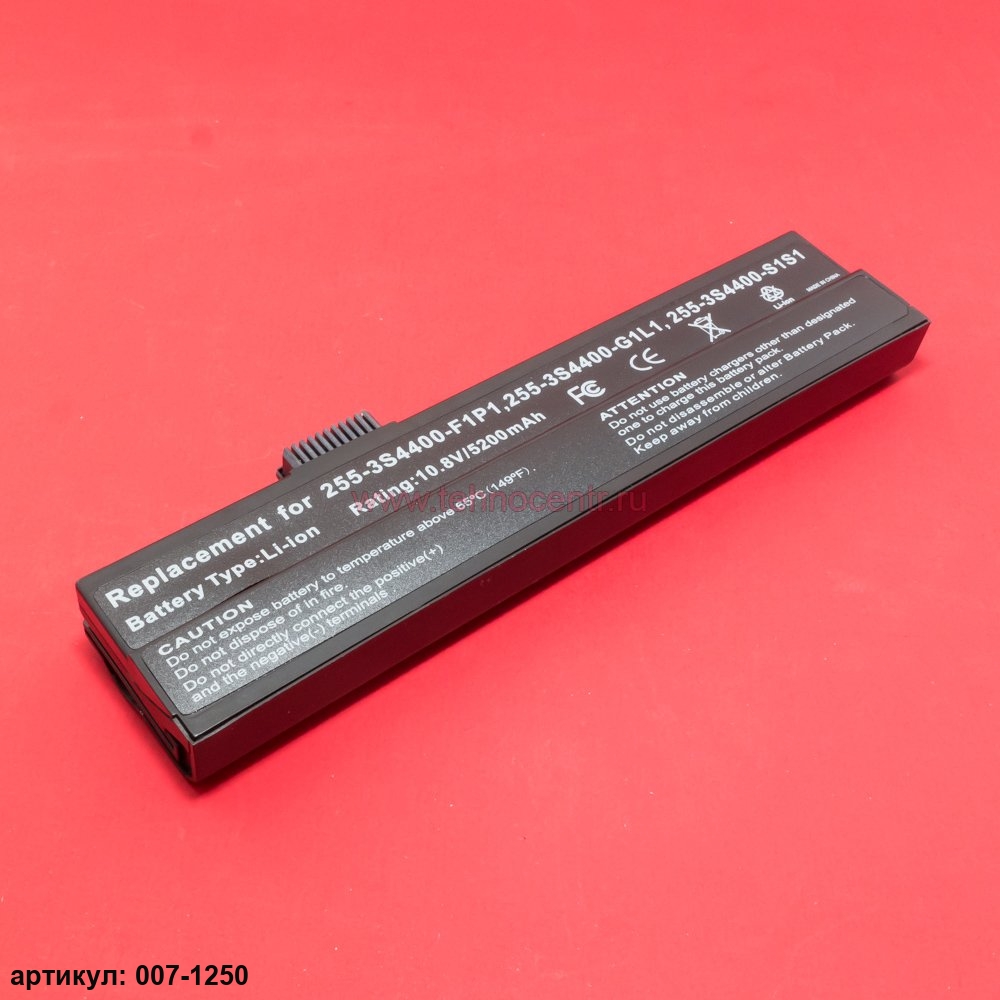 Replacement for 255-3S4400-F1P1,255-3S4400-G1L1,255-3S4400-S1S1
Battery Type:Li-ion Rating:10.8V/5200mAh
FC CE
Li-ion
MADE IN CHINA
CAUTION
Do not expose battery to temperature above 65ºC(149ºF).
Do not dispose of in fire.
Do not directly connect the positive(+)
and the negative(-) terminals .
ATTENTION
Do not use battery chargers other than designated
one to charge this battery pack.
Do not disassemble or alter Battery Pack.
Keep away from children.
www.tehnocentr.ru
артикул: 007-1250